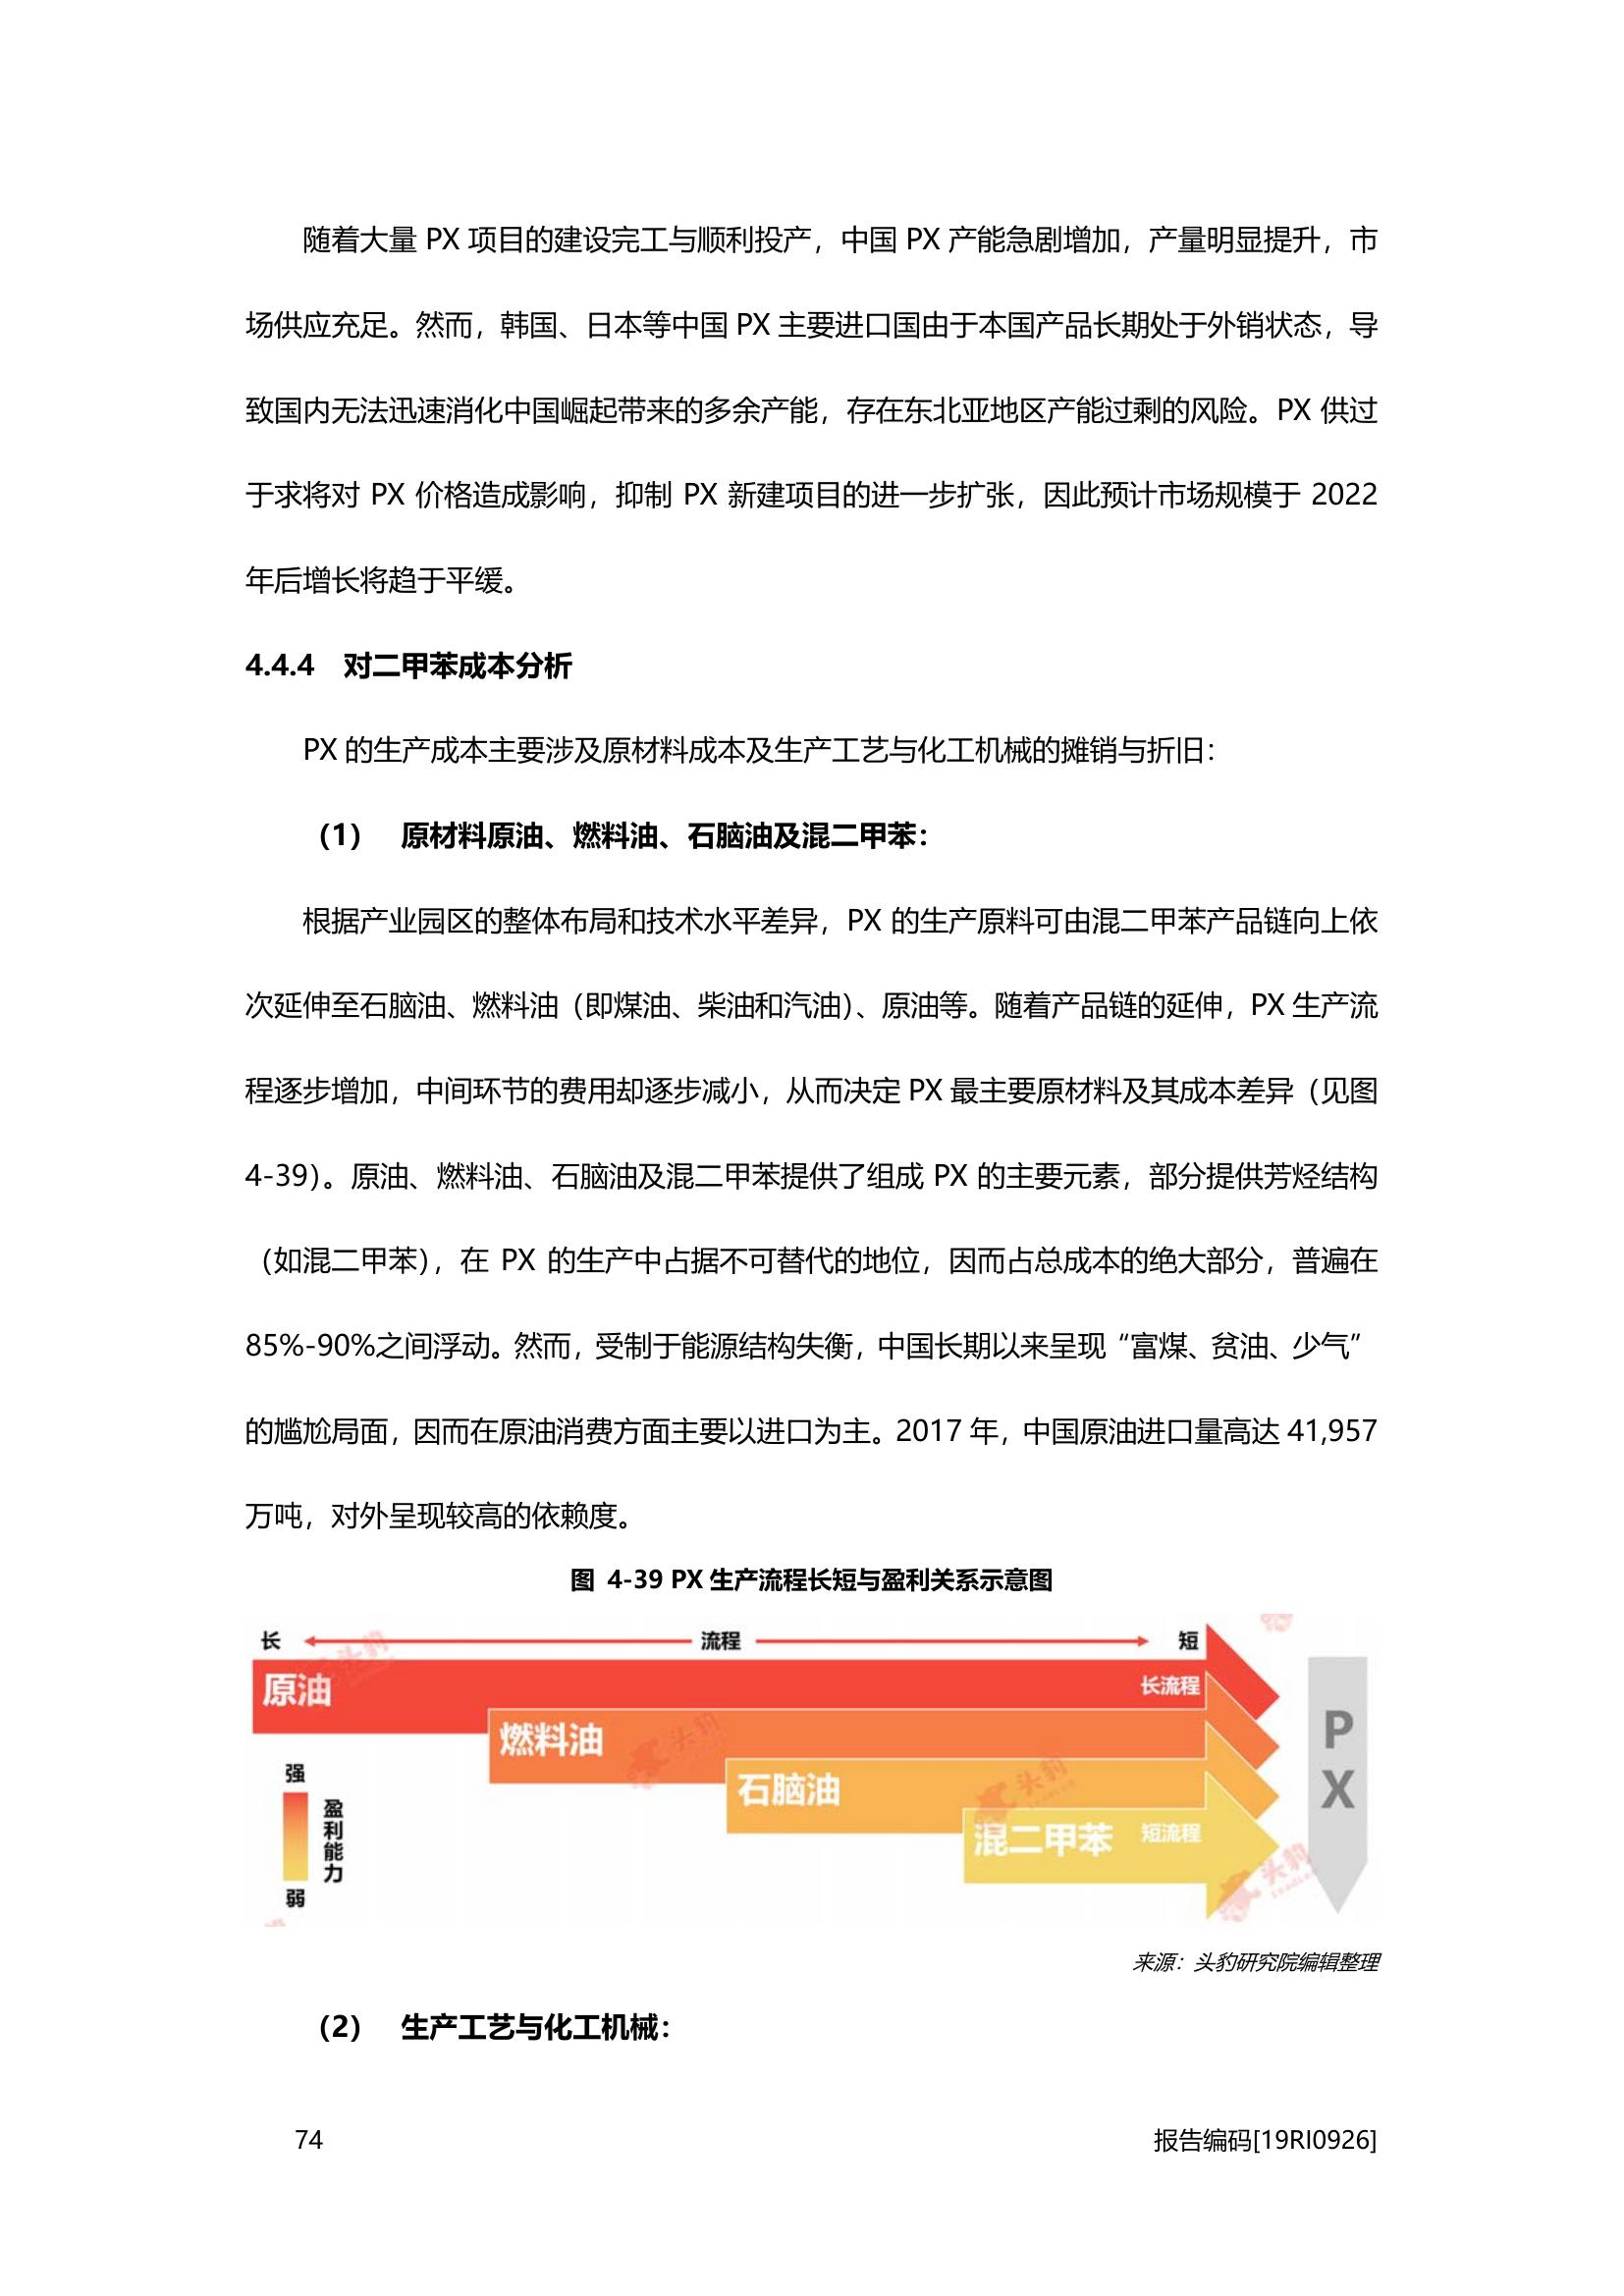 随着大量 PX 项目的建设完工与顺利投产，中国 PX 产能急剧增加，产量明显提升，市
场供应充足。然而，韩国、日本等中国 PX 主要进口国由于本国产品长期处于外销状态，导
致国内无法迅速消化中国崛起带来的多余产能，存在东北亚地区产能过剩的风险。PX 供过
于求将对 PX 价格造成影响，抑制 PX 新建项目的进一步扩张，因此预计市场规模于 2022
年后增长将趋于平缓。
4.4.4 对二甲苯成本分析
PX 的生产成本主要涉及原材料成本及生产工艺与化工机械的摊销与折旧：
（1） 原材料原油、燃料油、石脑油及混二甲苯：
根据产业园区的整体布局和技术水平差异，PX 的生产原料可由混二甲苯产品链向上依
次延伸至石脑油、燃料油（即煤油、柴油和汽油）、原油等。随着产品链的延伸，PX 生产流
程逐步增加，中间环节的费用却逐步减小，从而决定 PX 最主要原材料及其成本差异（见图
4-39）。原油、燃料油、石脑油及混二甲苯提供了组成 PX 的主要元素，部分提供芳烃结构
（如混二甲苯），在 PX 的生产中占据不可替代的地位，因而占总成本的绝大部分，普遍在
85%-90%之间浮动。然而，受制于能源结构失衡，中国长期以来呈现“富煤、贫油、少气”
的尴尬局面，因而在原油消费方面主要以进口为主。2017 年，中国原油进口量高达 41,957
万吨，对外呈现较高的依赖度。
图 4-39 PX 生产流程长短与盈利关系示意图
长 流程 短
原油 长流程
燃料油
石脑油
混二甲苯 短流程
强
盈利能力
弱
PX
头豹
头豹
头豹
头豹
来源：头豹研究院编辑整理
（2） 生产工艺与化工机械：
74 报告编码[19RI0926]